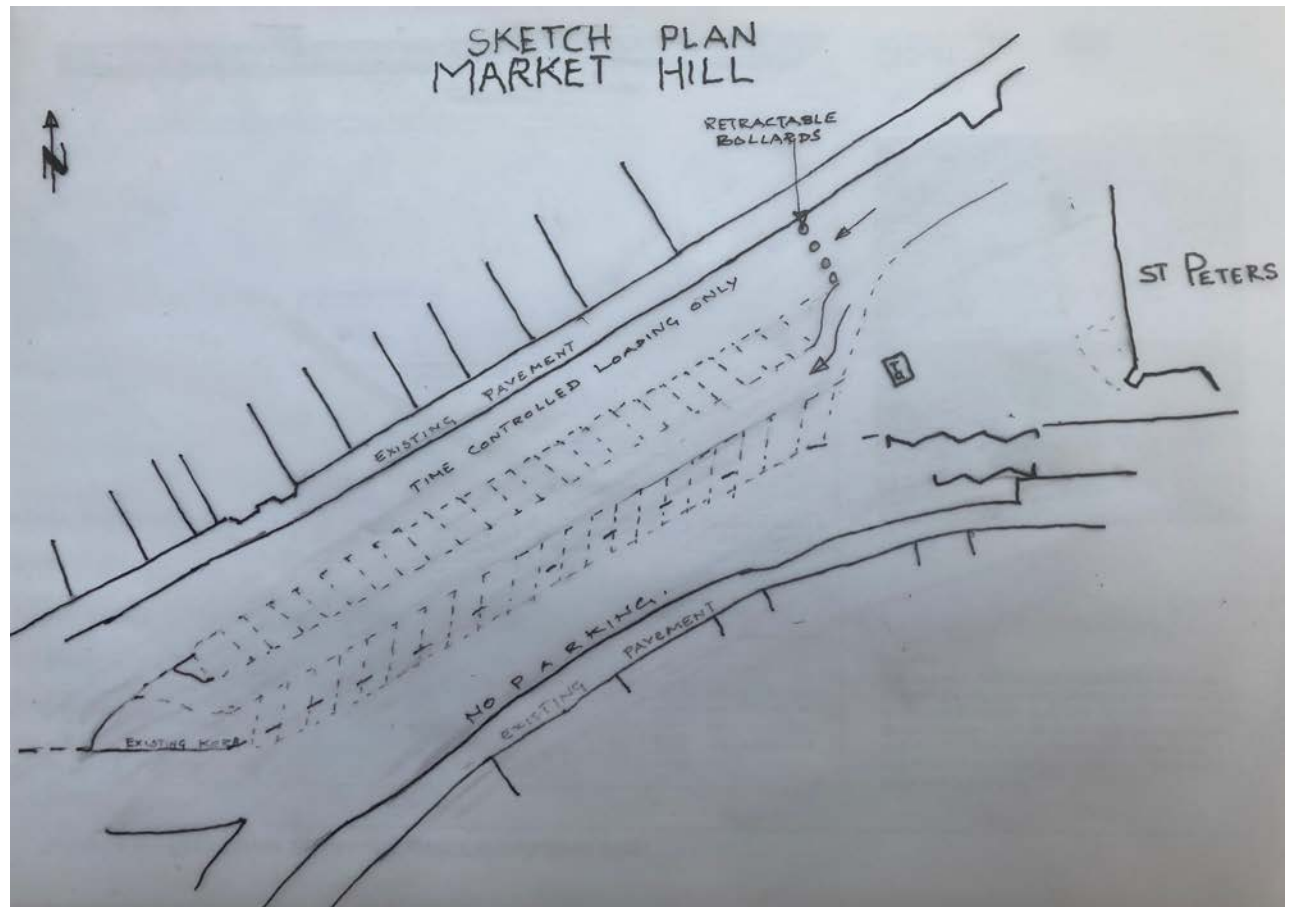 SKETCH PLAN
MARKET HILL
N
RETRACTABLE
BOLLARDS
ST PETERS
EXISTING PAVEMENT
TIME CONTROLLED LOADING ONLY
NO PARKING.
EXISTING PAVEMENT
EXISTING KERB